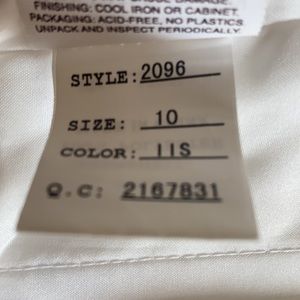 FINISHING: COOL IRON OR CABINET.
PACKAGING: ACID-FREE, NO PLASTICS.
UNPACK AND INSPECT PERIODICALLY.
STYLE: 2096
SIZE: 10
COLOR: IIS
Q.C: 2167831